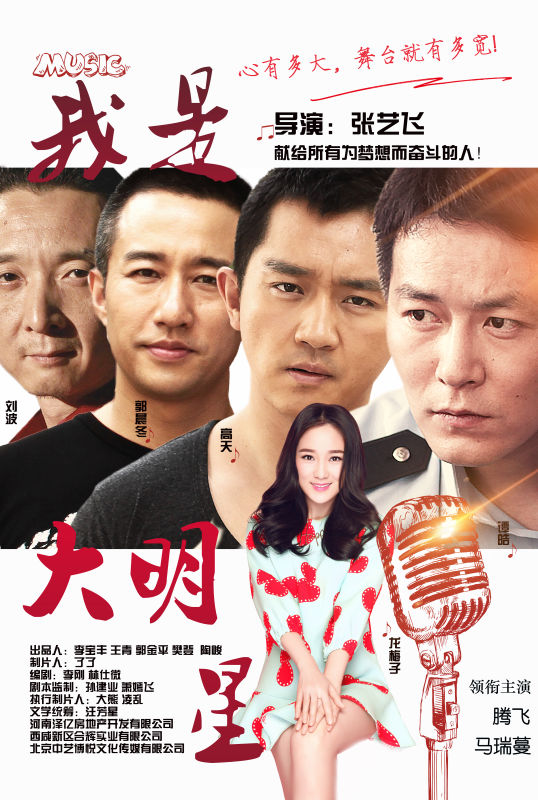 MUSIC
心有多大，舞台就有多宽!
我是
导演：张艺飞
献给所有为梦想而奋斗的人！
刘波
郭晨冬
高天
谭皓
大明
龙梅子
星
出品人：李宝丰 王青 郭金平 樊哲 陶峻
制片人：丁丁
编剧：李刚 林仕傲
剧本监制：孙建业 萧嫣飞
执行制片人：大熊 凌乱
文学统筹：汪芳星
河南泽亿房地产开发有限公司
西咸新区合辉实业有限公司
北京中艺博悦文化传媒有限公司
领衔主演
腾飞
马瑞蔓